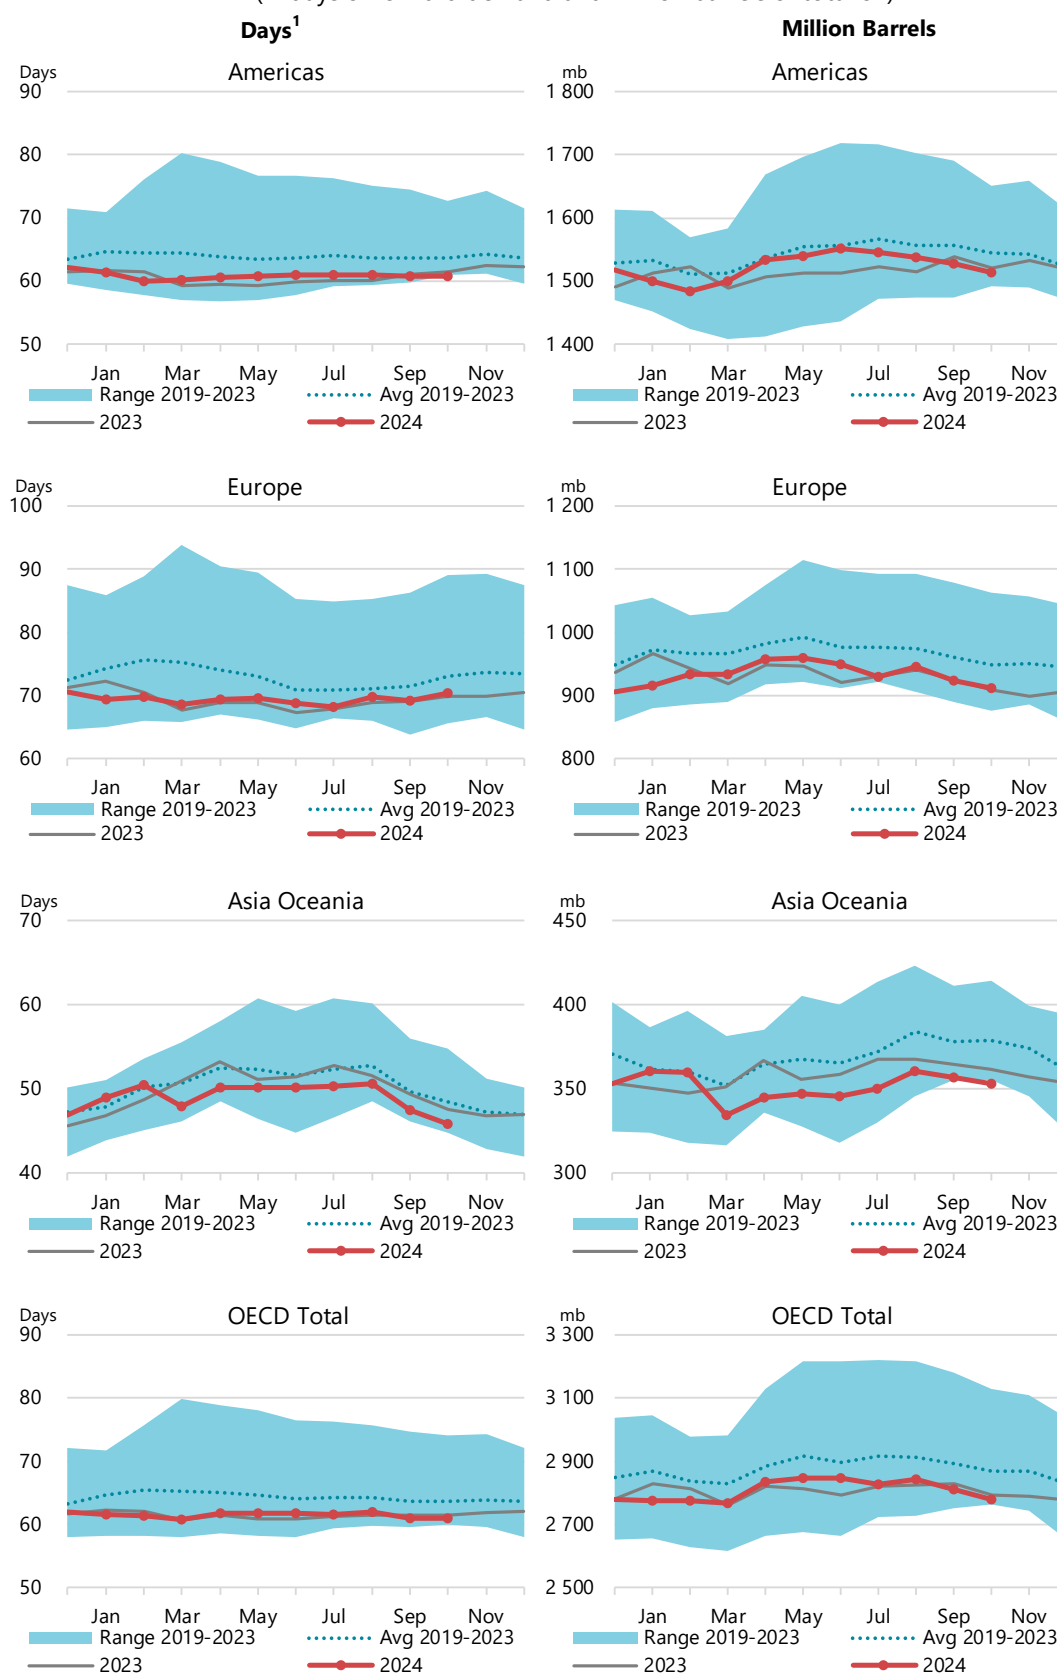 Days¹ Million Barrels
Days Americas mb Americas
90 1 800
80 1 700
70 1 600
60 1 500
50 1 400
Jan Mar May Jul Sep Nov Jan Mar May Jul Sep Nov
Range 2019-2023 Avg 2019-2023 Range 2019-2023 Avg 2019-2023
2023 2024 2023 2024
Days Europe mb Europe
100 1 200
90 1 100
80 1 000
70 900
60 800
Jan Mar May Jul Sep Nov Jan Mar May Jul Sep Nov
Range 2019-2023 Avg 2019-2023 Range 2019-2023 Avg 2019-2023
2023 2024 2023 2024
Days Asia Oceania mb Asia Oceania
70 450
60 400
50 350
40 300
Jan Mar May Jul Sep Nov Jan Mar May Jul Sep Nov
Range 2019-2023 Avg 2019-2023 Range 2019-2023 Avg 2019-2023
2023 2024 2023 2024
Days OECD Total mb OECD Total
90 3 300
80 3 100
70 2 900
60 2 700
50 2 500
Jan Mar May Jul Sep Nov Jan Mar May Jul Sep Nov
Range 2019-2023 Avg 2019-2023 Range 2019-2023 Avg 2019-2023
2023 2024 2023 2024